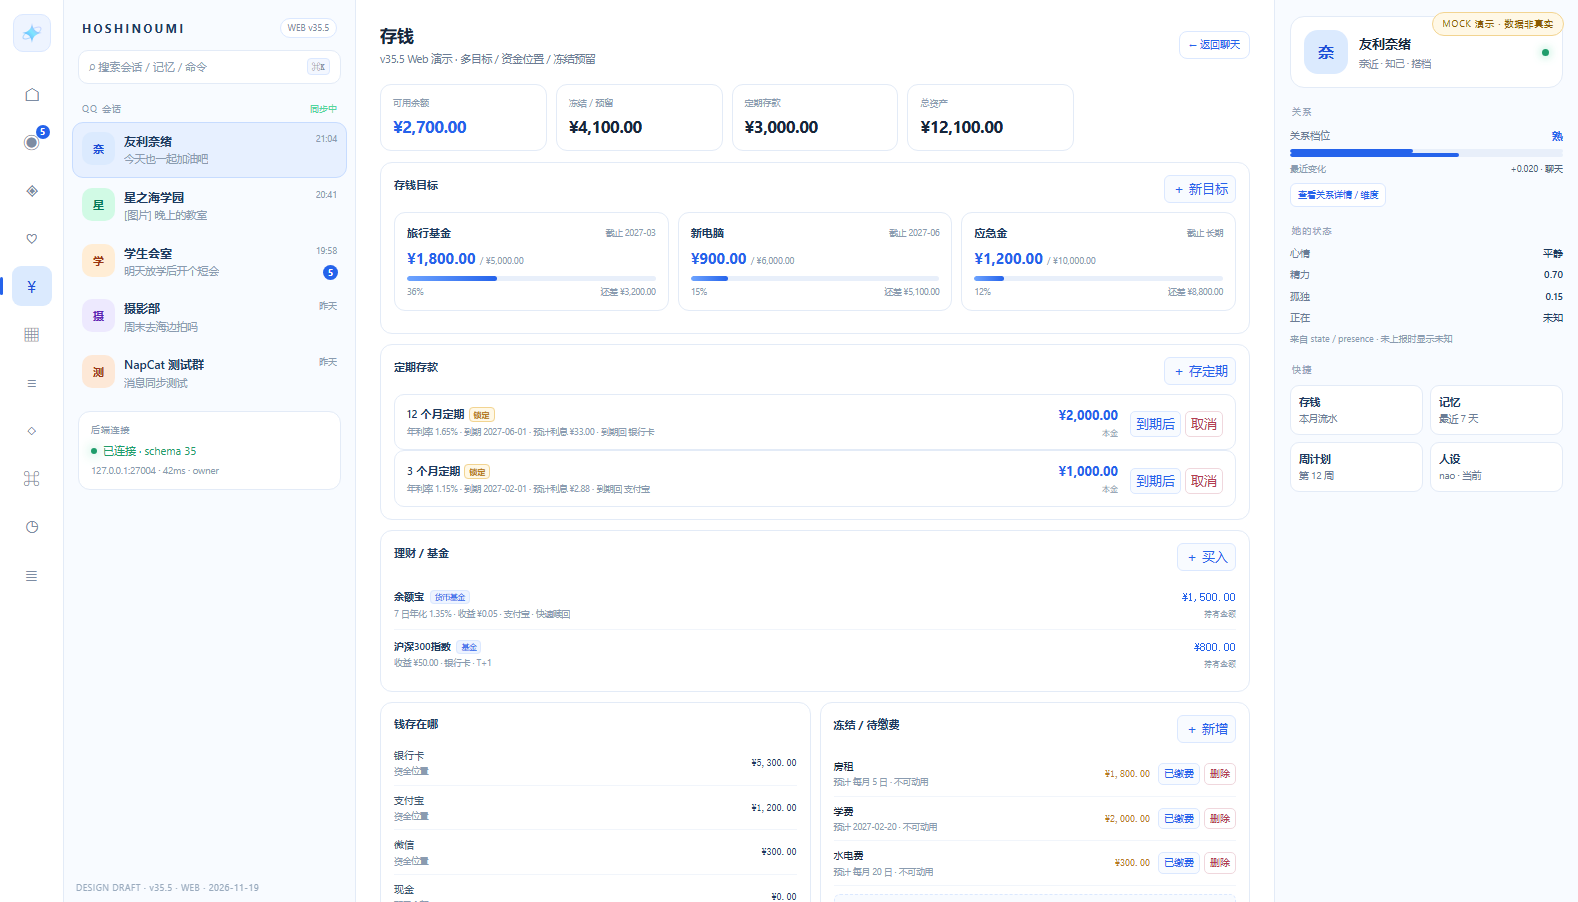 HOSHINOUMI
WEB v35.5
搜索会话 / 记忆 / 命令
⌘K
QQ 会话
同步中
奈
友利奈绪
21:04
今天也一起加油吧
星
星之海学园
20:41
[图片] 晚上的教室
学
学生会室
19:58
明天放学后开个短会
5
摄
摄影部
昨天
周末去海边拍吗
测
NapCat 测试群
昨天
消息同步测试
后端连接
已连接 · schema 35
127.0.0.1:27004 · 42ms · owner
DESIGN DRAFT · v35.5 · WEB · 2026-11-19
5
¥
存钱
v35.5 Web 演示 · 多目标 / 资金位置 / 冻结预留
← 返回聊天
可用余额
¥2,700.00
冻结 / 预留
¥4,100.00
定期存款
¥3,000.00
总资产
¥12,100.00
存钱目标
+ 新目标
旅行基金
截止 2027-03
¥1,800.00 / ¥5,000.00
36%
还差 ¥3,200.00
新电脑
截止 2027-06
¥900.00 / ¥6,000.00
15%
还差 ¥5,100.00
应急金
截止 长期
¥1,200.00 / ¥10,000.00
12%
还差 ¥8,800.00
定期存款
+ 存定期
12 个月定期 锁定
年利率 1.65% · 到期 2027-06-01 · 预计利息 ¥33.00 · 到期回 银行卡
¥2,000.00
本金
到期后
取消
3 个月定期 锁定
年利率 1.15% · 到期 2027-02-01 · 预计利息 ¥2.88 · 到期回 支付宝
¥1,000.00
本金
到期后
取消
理财 / 基金
+ 买入
余额宝 货币基金
7 日年化 1.35% · 收益 ¥0.05 · 支付宝 · 快速赎回
¥1,500.00
持有金额
沪深300指数 基金
收益 ¥50.00 · 银行卡 · T+1
¥800.00
持有金额
钱存在哪
银行卡
资金位置
¥5,300.00
支付宝
资金位置
¥1,200.00
微信
资金位置
¥300.00
现金
¥0.00
冻结 / 待缴费
+ 新增
房租
预计 每月 5 日 · 不可动用
¥1,800.00
已缴费
删除
学费
预计 2027-02-20 · 不可动用
¥2,000.00
已缴费
删除
水电费
预计 每月 20 日 · 不可动用
¥300.00
已缴费
删除
MOCK 演示 · 数据非真实
奈
友利奈绪
亲近 · 知己 · 搭档
关系
关系档位
熟
最近变化
+0.020 · 聊天
查看关系详情 / 维度
她的状态
心情
平静
精力
0.70
孤独
0.15
正在
未知
来自 state / presence · 未上报时显示未知
快捷
存钱
本月流水
记忆
最近 7 天
周计划
第 12 周
人设
nao · 当前